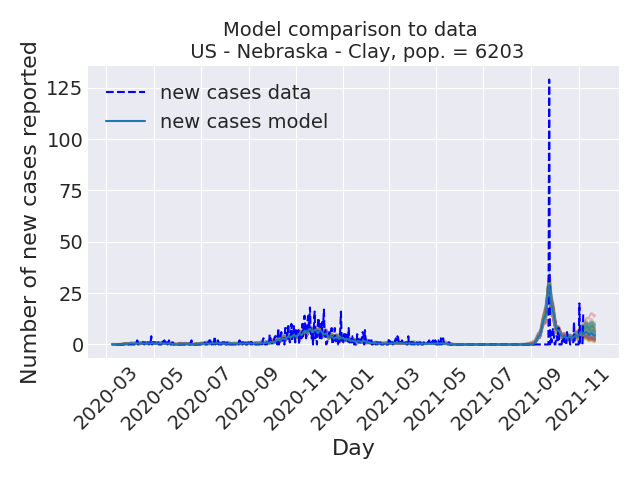 Model comparison to data
US - Nebraska - Clay, pop. = 6203
Number of new cases reported
125
100
75
50
25
0
new cases data
new cases model
2020-03
2020-05
2020-07
2020-09
2020-11
2021-01
2021-03
2021-05
2021-07
2021-09
2021-11
Day